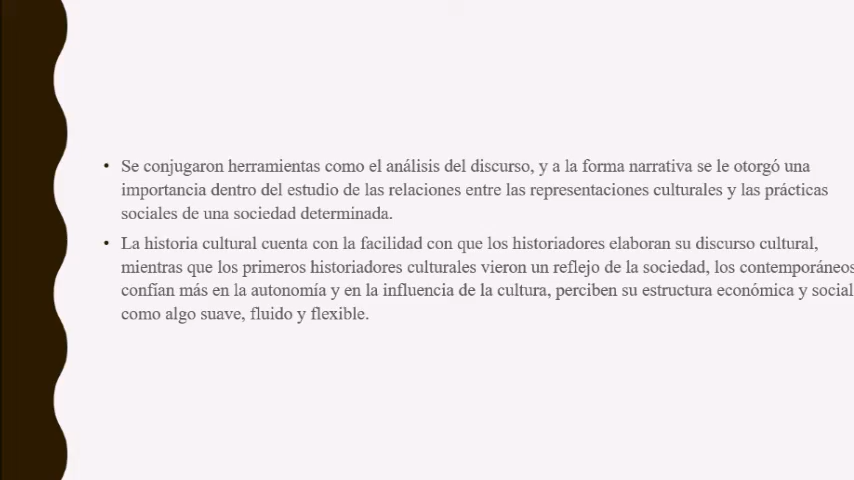 • Se conjugaron herramientas como el análisis del discurso, y a la forma narrativa se le otorgó una
importancia dentro del estudio de las relaciones entre las representaciones culturales y las prácticas
sociales de una sociedad determinada.
• La historia cultural cuenta con la facilidad con que los historiadores elaboran su discurso cultural,
mientras que los primeros historiadores culturales vieron un reflejo de la sociedad, los contemporáneos
confían más en la autonomía y en la influencia de la cultura, perciben su estructura económica y social
como algo suave, fluido y flexible.